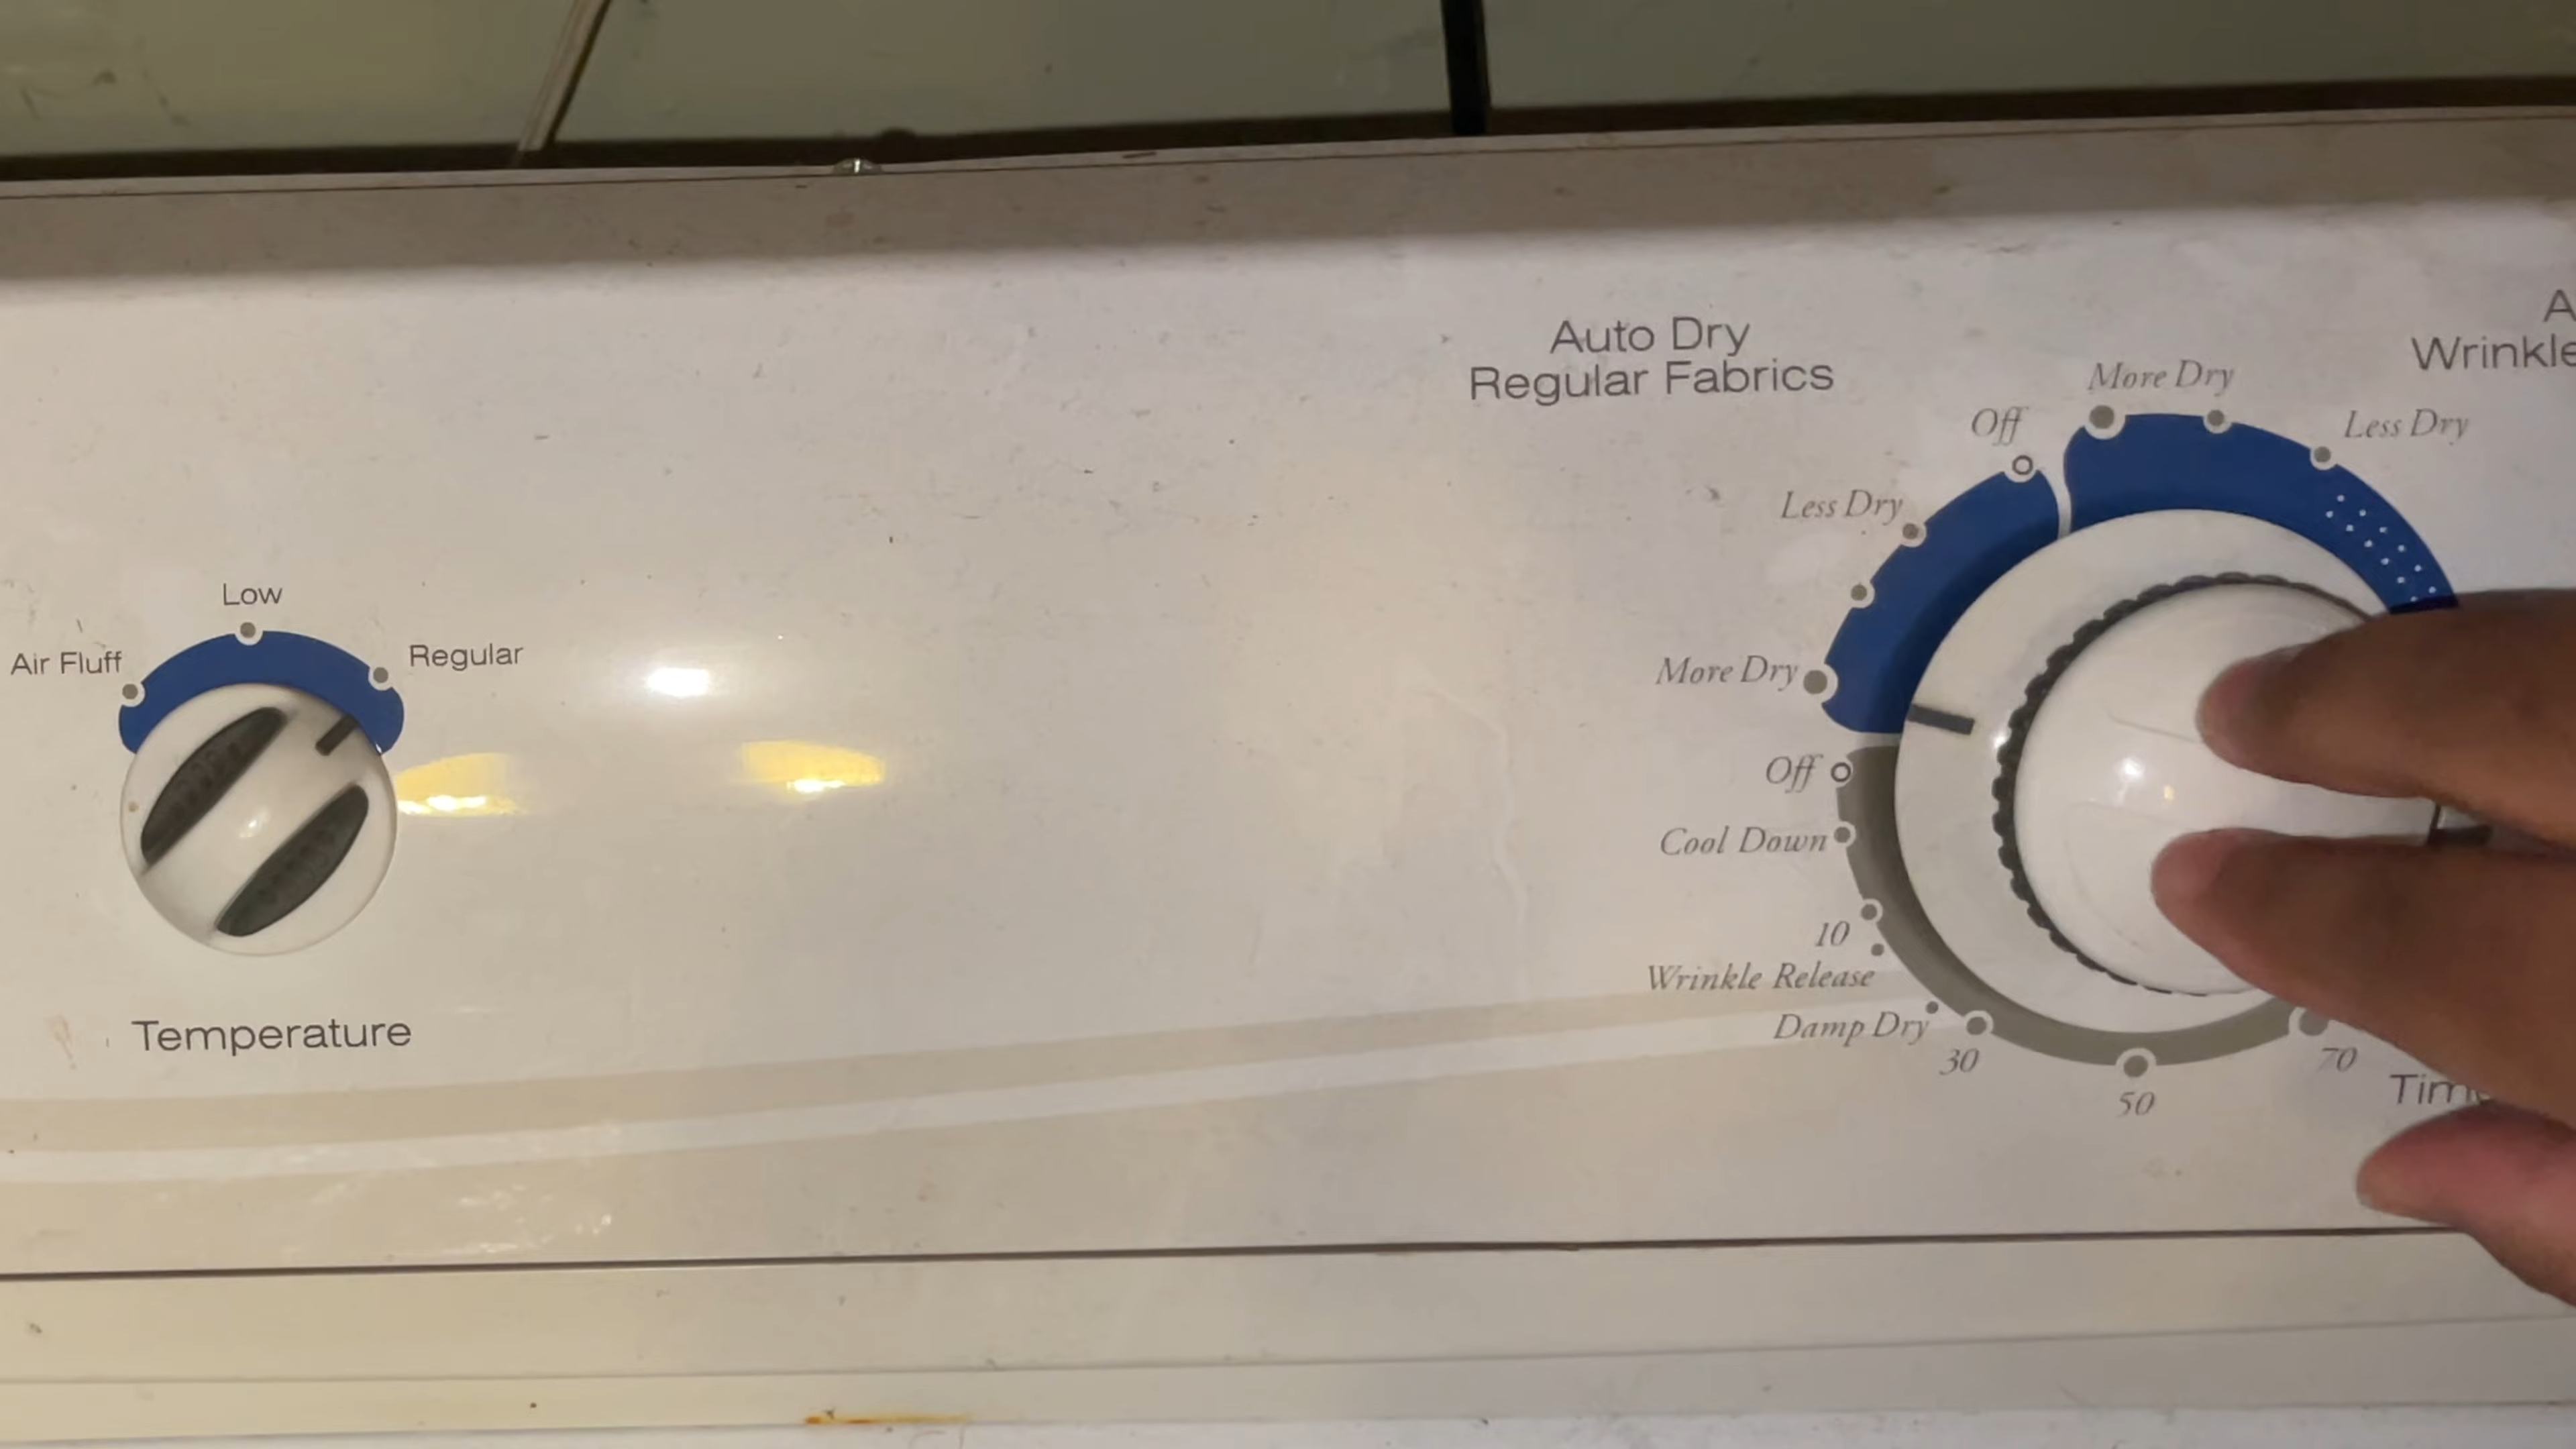 Low
Air Fluff
Regular
Temperature
Auto Dry
Regular Fabrics
Off
More Dry
Less Dry
Less Dry
More Dry
Off
Cool Down
10
Wrinkle Release
Damp Dry
30
50
70